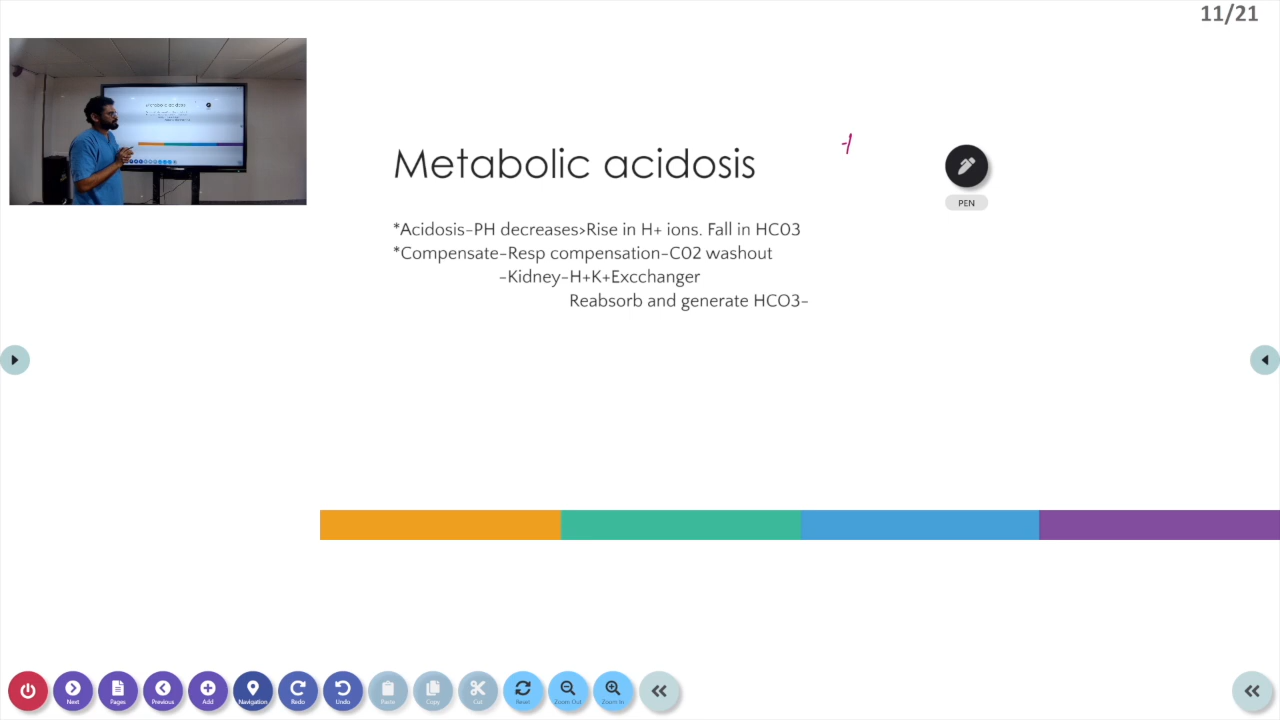 11/21
Metabolic acidosis
PEN
*Acidosis-PH decreases>Rise in H+ ions. Fall in HC03
*Compensate-Resp compensation-C02 washout
-Kidney-H+K+Excchanger
Reabsorb and generate HCO3-
Next Pages Previous Add Navigation Redo Undo Paste Copy Cut Reset Zoom Out Zoom In